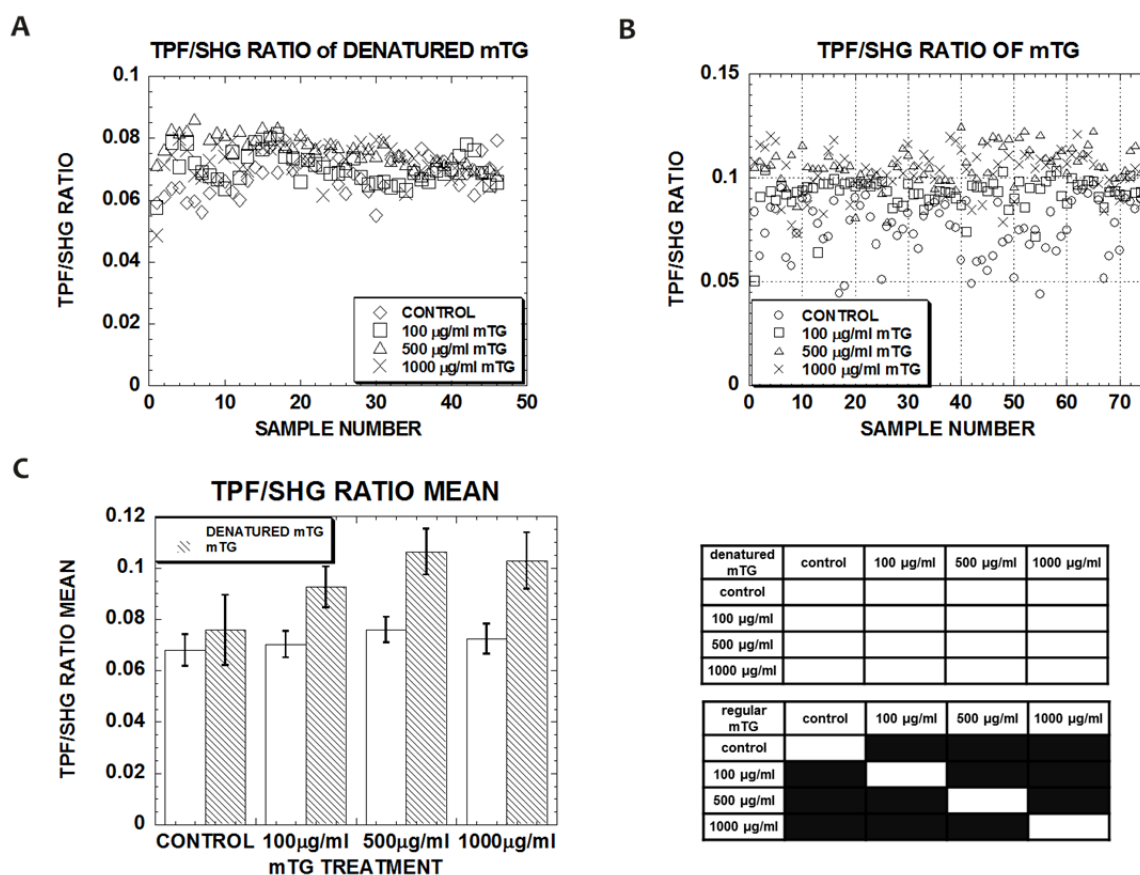 A
TPF/SHG RATIO of DENATURED mTG
0.1
0.08
0.06
0.04
0.02
0
TPF/SHG RATIO
CONTROL
100 µg/ml mTG
500 µg/ml mTG
1000 µg/ml mTG
0 10 20 30 40 50
SAMPLE NUMBER
B
TPF/SHG RATIO OF mTG
0.15
0.1
0.05
0
TPF/SHG RATIO
CONTROL
100 µg/ml mTG
500 µg/ml mTG
1000 µg/ml mTG
0 10 20 30 40 50 60 70
SAMPLE NUMBER
C
TPF/SHG RATIO MEAN
0.12
0.1
0.08
0.06
0.04
0.02
0
TPF/SHG RATIO MEAN
DENATURED mTG
mTG
CONTROL 100µg/ml 500µg/ml 1000µg/ml
mTG TREATMENT
denatured mTG control 100 µg/ml 500 µg/ml 1000 µg/ml
control
100 µg/ml
500 µg/ml
1000 µg/ml
regular mTG control 100 µg/ml 500 µg/ml 1000 µg/ml
control
100 µg/ml
500 µg/ml
1000 µg/ml